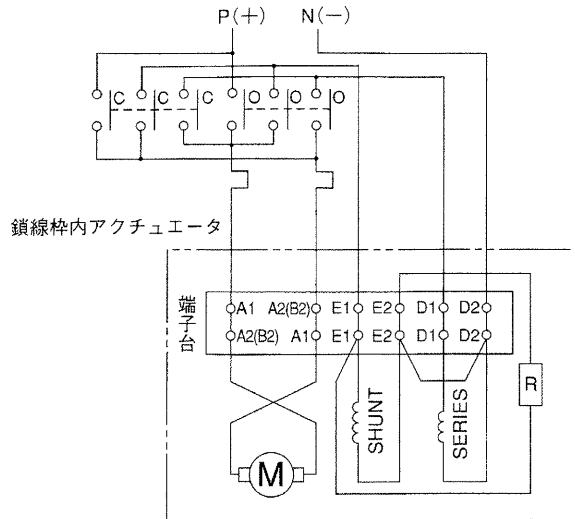 P(+) N(−)
C C C O O O
鎖線枠内アクチュエータ
端子台
A1 A2(B2) E1 E2 D1 D2
A2(B2) A1 E1 E2 D1 D2
R
SHUNT
SERIES
M